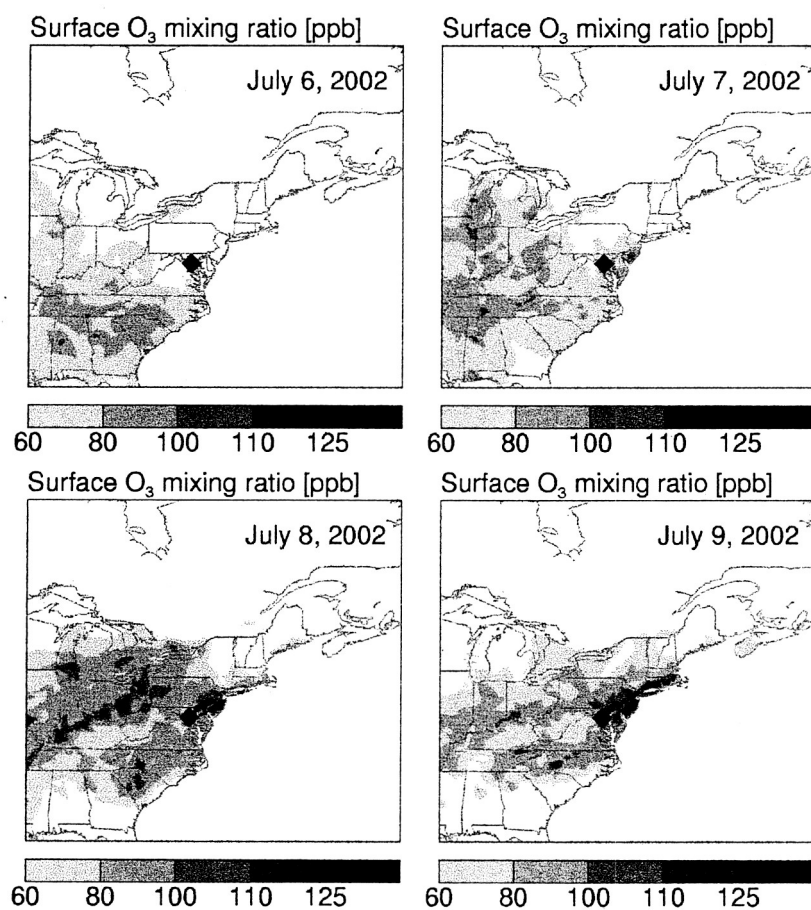 Surface O₃ mixing ratio [ppb]
July 6, 2002
60 80 100 110 125
Surface O₃ mixing ratio [ppb]
July 7, 2002
60 80 100 110 125
Surface O₃ mixing ratio [ppb]
July 8, 2002
60 80 100 110 125
Surface O₃ mixing ratio [ppb]
July 9, 2002
60 80 100 110 125